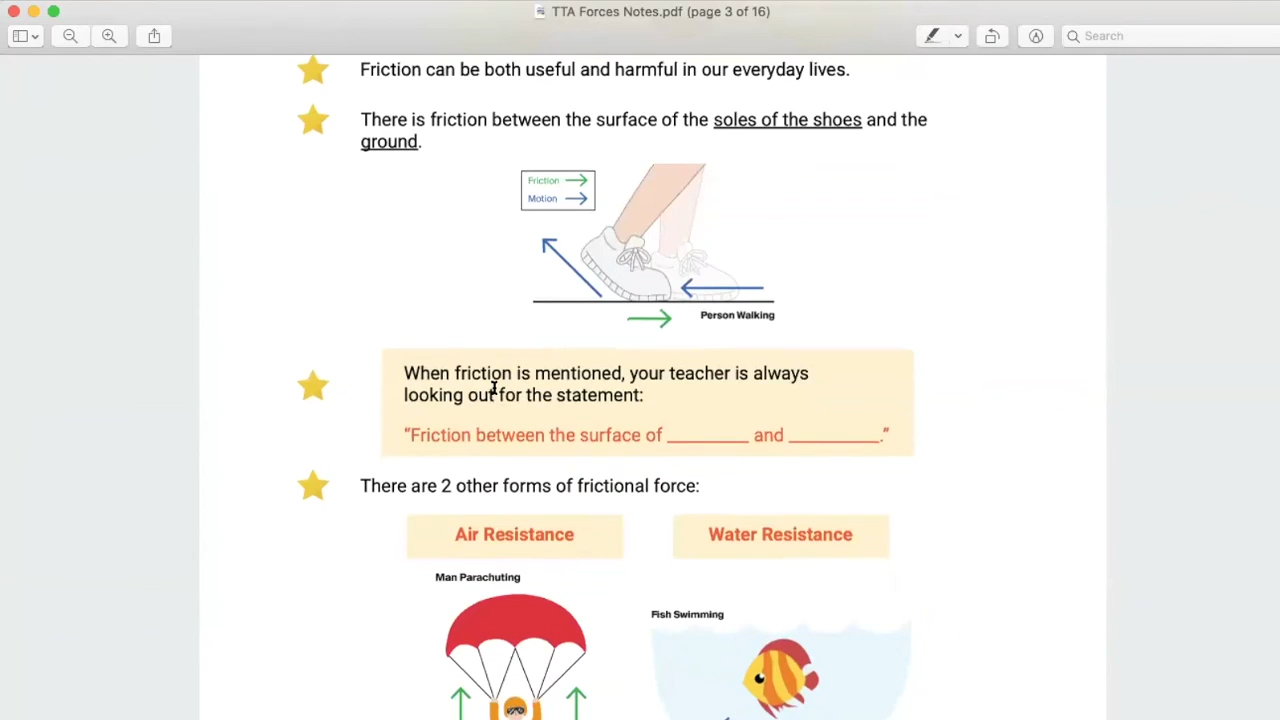 TTA Forces Notes.pdf (page 3 of 16)
Search
Friction can be both useful and harmful in our everyday lives.
There is friction between the surface of the soles of the shoes and the
ground.
Friction
Motion
Person Walking
When friction is mentioned, your teacher is always
looking out for the statement:
"Friction between the surface of ________ and _________."
There are 2 other forms of frictional force:
Air Resistance
Water Resistance
Man Parachuting
Fish Swimming